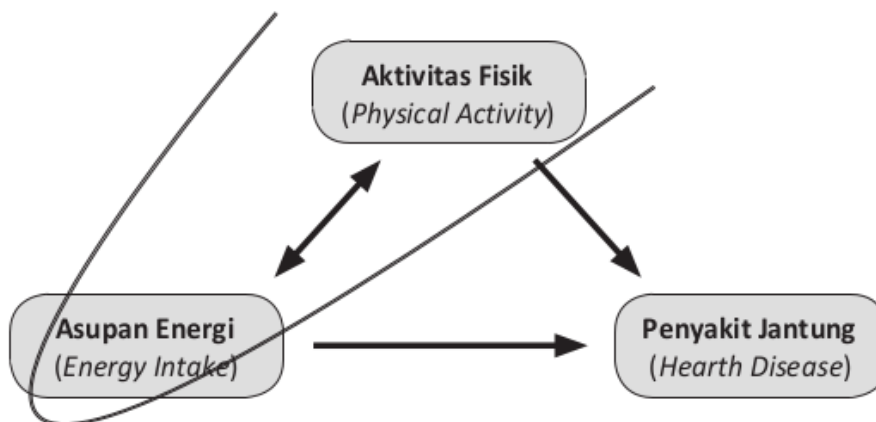 Aktivitas Fisik
(Physical Activity)
Asupan Energi
(Energy Intake)
Penyakit Jantung
(Hearth Disease)